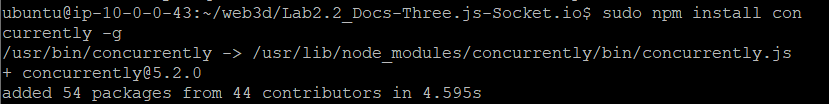 ubuntu@ip-10-0-0-43:~/web3d/Lab2.2_Docs-Three.js-Socket.io$ sudo npm install con
currently -g
/usr/bin/concurrently -> /usr/lib/node_modules/concurrently/bin/concurrently.js
+ concurrently@5.2.0
added 54 packages from 44 contributors in 4.595s